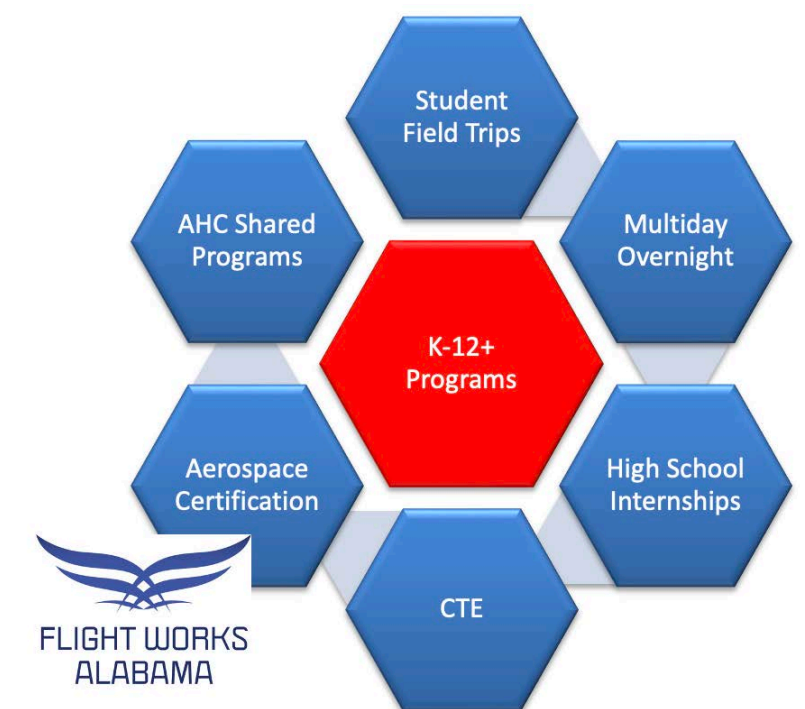 Student
Field Trips
AHC Shared
Programs
Multiday
Overnight
K-12+
Programs
Aerospace
Certification
High School
Internships
CTE
FLIGHT WORKS
ALABAMA